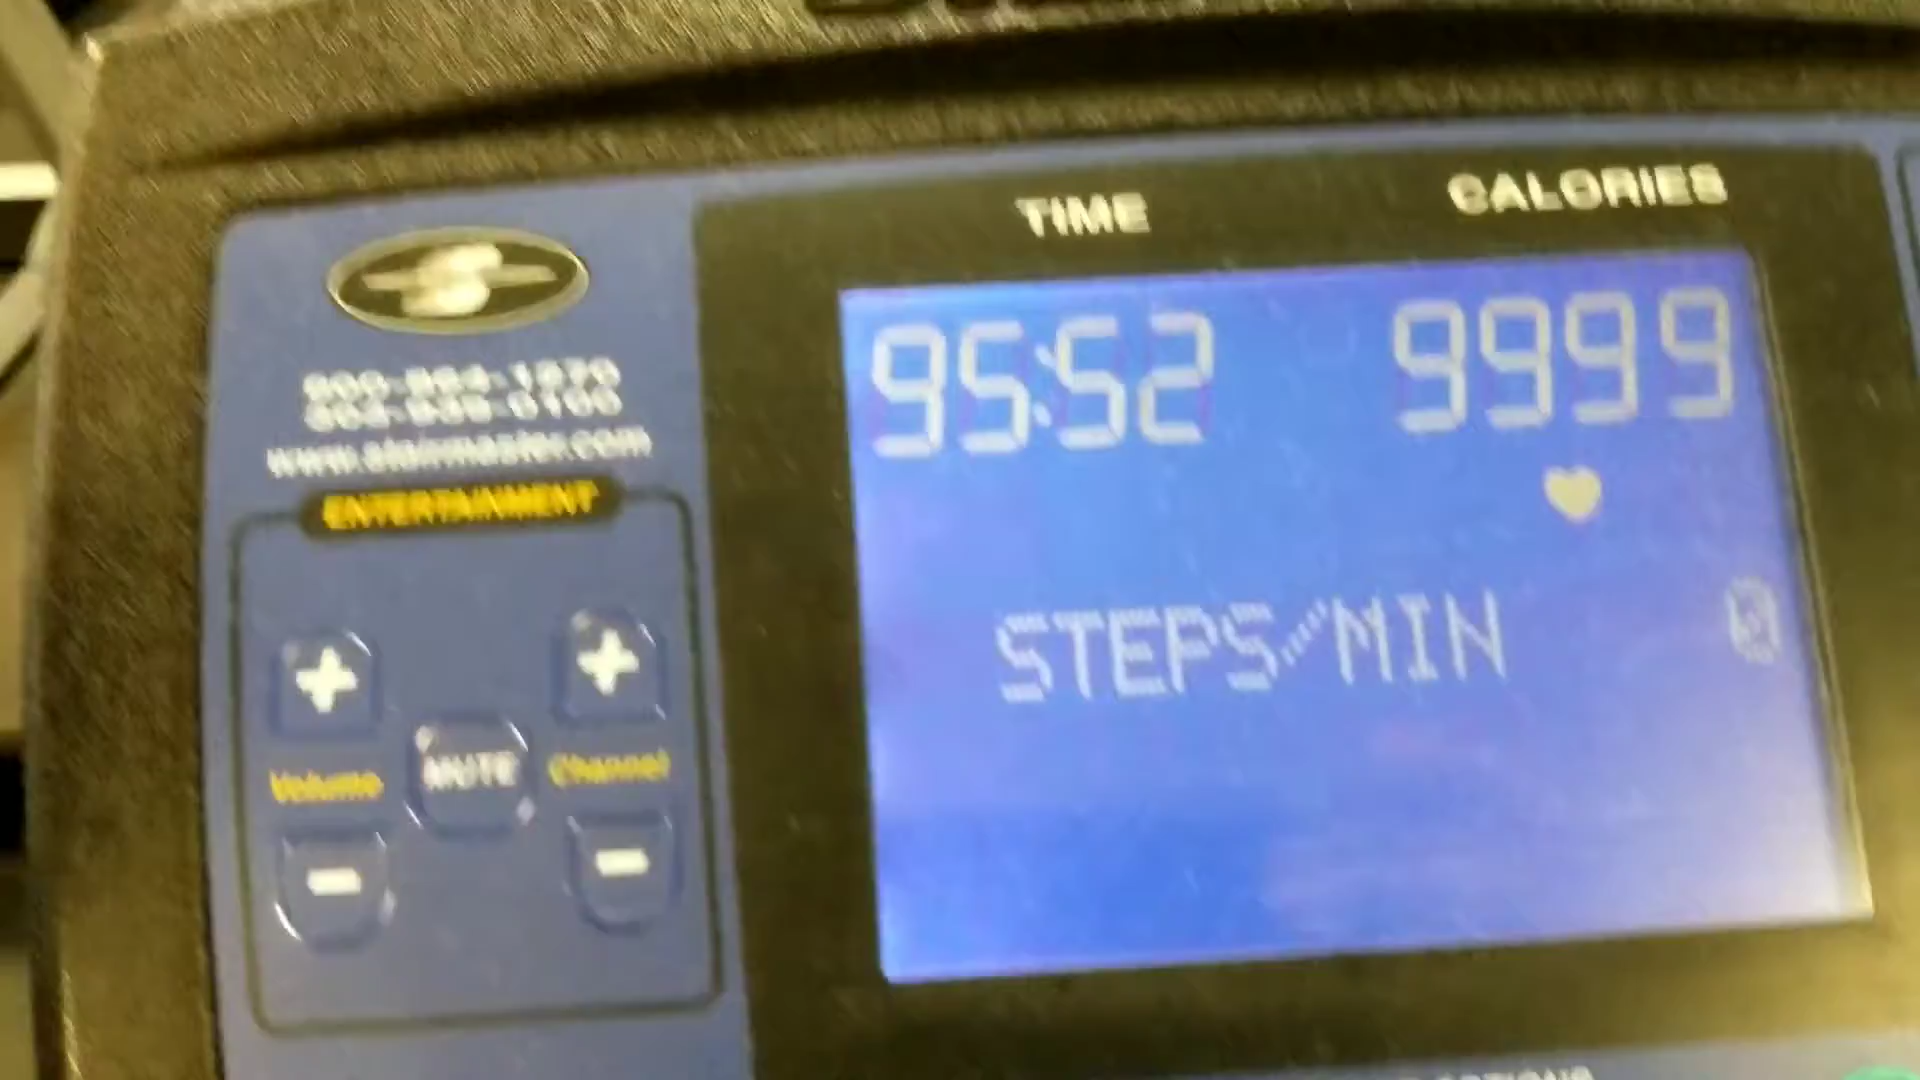 TIME CALORIES
95:52 9999
www.stairmaster.com
ENTERTAINMENT
STEPS/MIN
Volume MUTE Channel